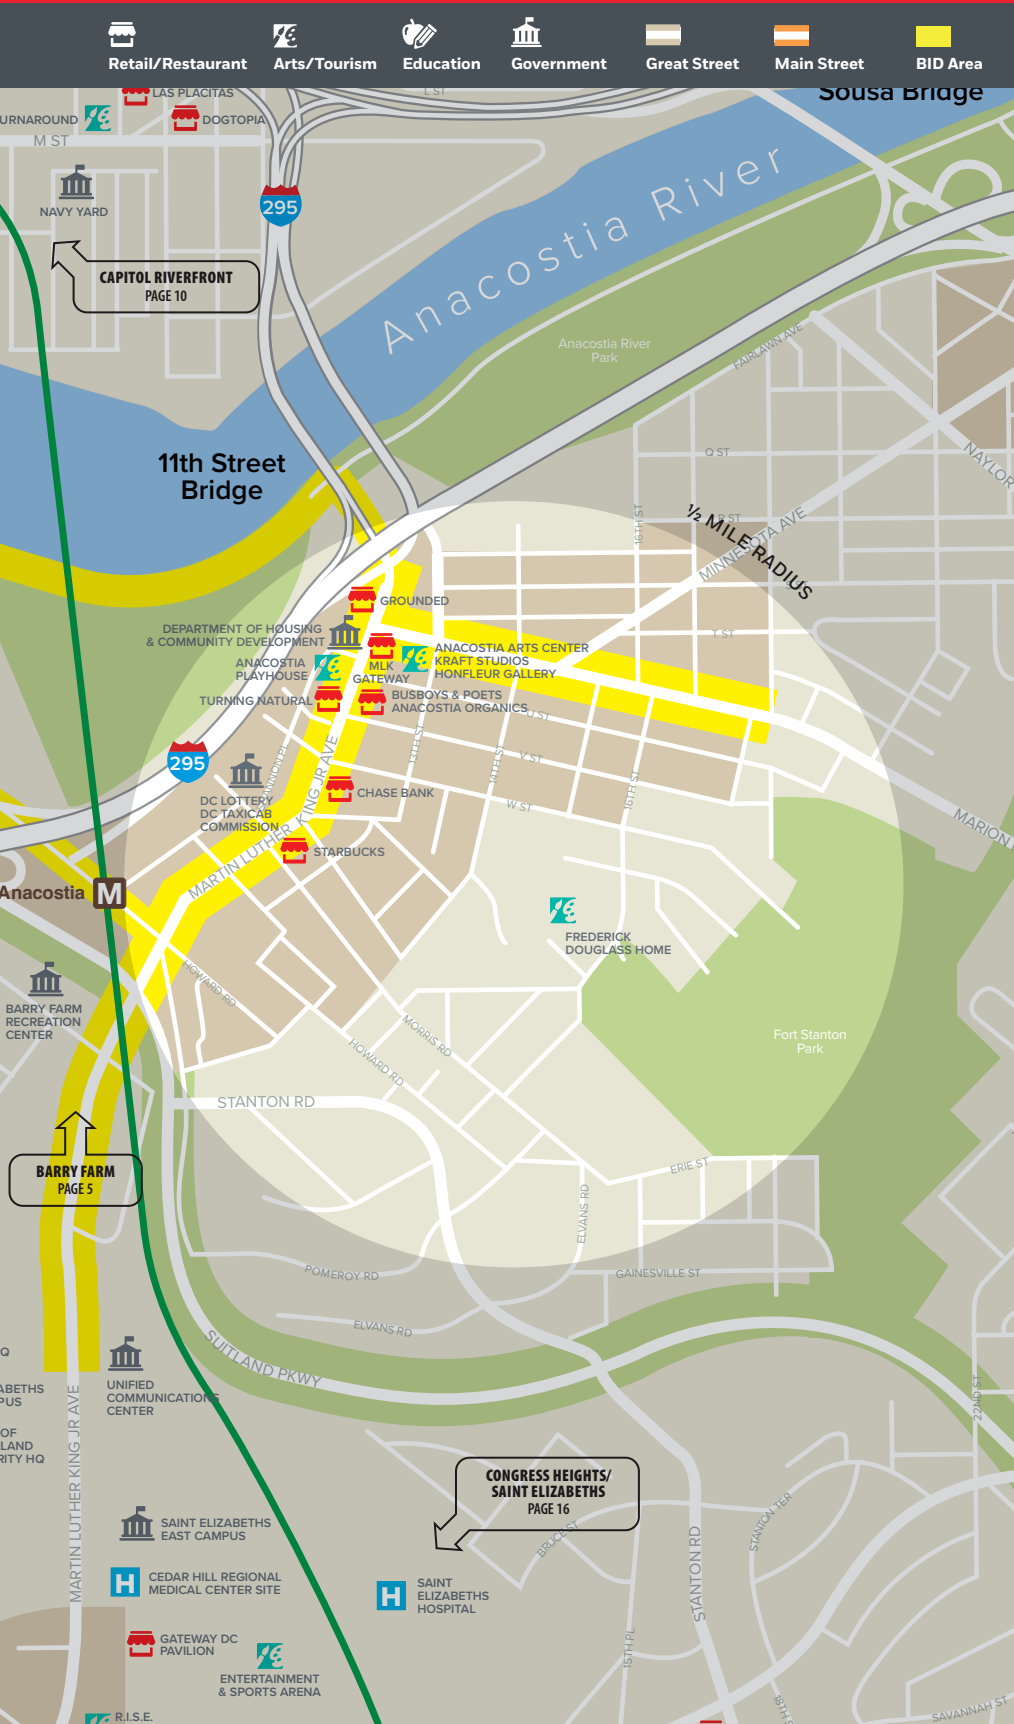 Retail/Restaurant
Arts/Tourism
Education
Government
Great Street
Main Street
BID Area
LAS PLACITAS
L ST
Sousa Bridge
URNAROUND
DOGTOPIA
M ST
NAVY YARD
295
CAPITOL RIVERFRONT
PAGE 10
Anacostia River
Anacostia River
Park
FAIRLAWN AVE
11th Street
Bridge
Q ST
NAYLOR
R ST
16TH ST
½ MILE RADIUS
MINNESOTA AVE
GROUNDED
DEPARTMENT OF HOUSING
& COMMUNITY DEVELOPMENT
T ST
ANACOSTIA
PLAYHOUSE
MLK
GATEWAY
ANACOSTIA ARTS CENTER
KRAFT STUDIOS
HONFLEUR GALLERY
TURNING NATURAL
BUSBOYS & POETS
ANACOSTIA ORGANICS
U ST
13TH ST
V ST
14TH ST
16TH ST
W ST
295
DC LOTTERY
DC TAXICAB
COMMISSION
CHASE BANK
MARTIN LUTHER KING JR AVE
STARBUCKS
MARION
Anacostia
M
FREDERICK
DOUGLASS HOME
HOWARD RD
BARRY FARM
RECREATION
CENTER
MORRIS RD
HOWARD RD
Fort Stanton
Park
STANTON RD
BARRY FARM
PAGE 5
ERIE ST
EVANS RD
POMEROY RD
GAINESVILLE ST
ELVANS RD
SUITLAND PKWY
Q
ABETHS
PUS
OF
LAND
RITY HQ
UNIFIED
COMMUNICATIONS
CENTER
22ND ST
MARTIN LUTHER KING JR AVE
CONGRESS HEIGHTS/
SAINT ELIZABETHS
PAGE 16
BRUCE ST
STANTON TER
STANTON RD
SAINT ELIZABETHS
EAST CAMPUS
H
CEDAR HILL REGIONAL
MEDICAL CENTER SITE
H
SAINT
ELIZABETHS
HOSPITAL
GATEWAY DC
PAVILION
15TH PL
ENTERTAINMENT
& SPORTS ARENA
18TH S
SAVANNAH ST
R.I.S.E.